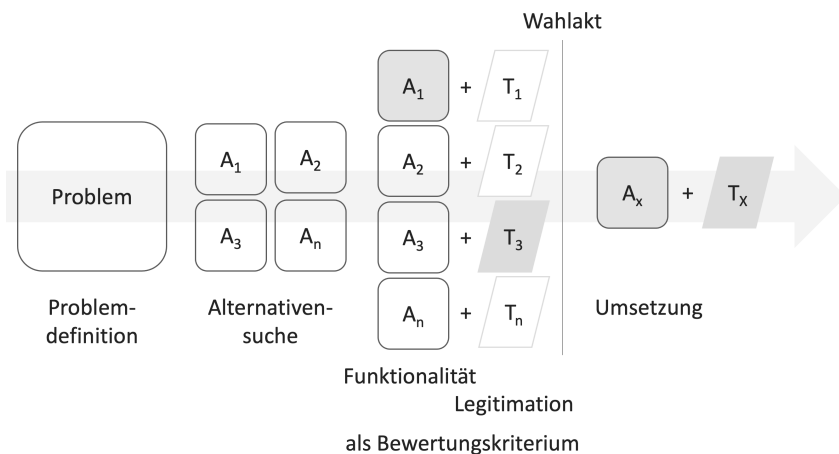 Wahlakt
Problem
A₁ A₂
A₃ Aₙ
A₁ + T₁
A₂ + T₂
A₃ + T₃
Aₙ + Tₙ
Aₓ + Tₓ
Problem-
definition
Alternativen-
suche
Umsetzung
Funktionalität
Legitimation
als Bewertungskriterium